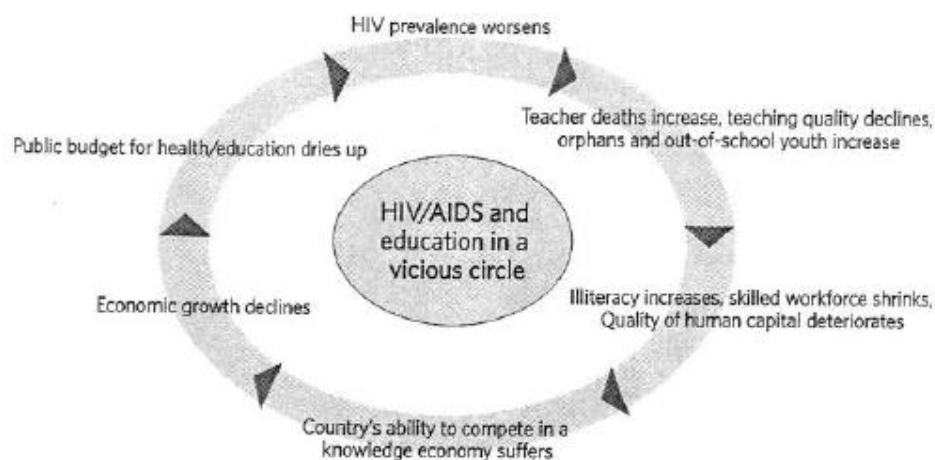 HIV prevalence worsens
Teacher deaths increase, teaching quality declines,
orphans and out-of-school youth increase
Public budget for health/education dries up
HIV/AIDS and
education in a
vicious circle
Illiteracy increases, skilled workforce shrinks,
Quality of human capital deteriorates
Economic growth declines
Country's ability to compete in a
knowledge economy suffers